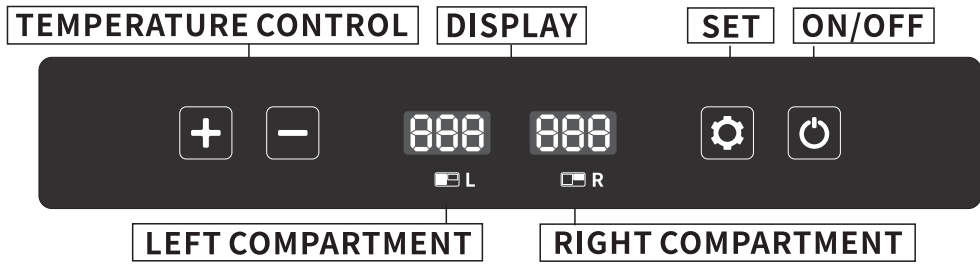 TEMPERATURE CONTROL DISPLAY SET ON/OFF
888 888
L R
LEFT COMPARTMENT RIGHT COMPARTMENT